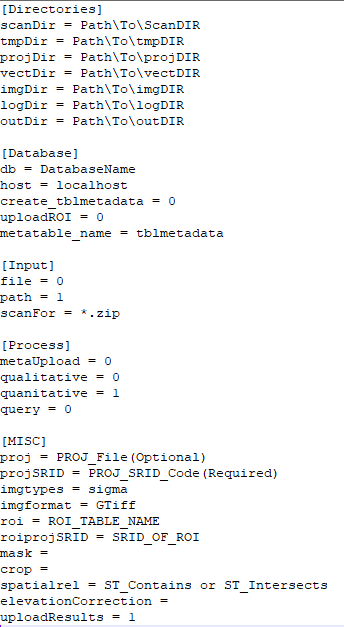 [Directories]
scanDir = Path\To\ScanDIR
tmpDir = Path\To\tmpDIR
projDir = Path\To\projDIR
vectDir = Path\To\vectDIR
imgDir = Path\To\imgDIR
logDir = Path\To\logDIR
outDir = Path\To\outDIR

[Database]
db = DatabaseName
host = localhost
create_tblmetadata = 0
uploadROI = 0
metatable_name = tblmetadata

[Input]
file = 0
path = 1
scanFor = *.zip

[Process]
metaUpload = 0
qualitative = 0
quanitative = 1
query = 0

[MISC]
proj = PROJ_File(Optional)
projSRID = PROJ_SRID_Code(Required)
imgtypes = sigma
imgformat = GTiff
roi = ROI_TABLE_NAME
roiprojSRID = SRID_OF_ROI
mask =
crop =
spatialrel = ST_Contains or ST_Intersects
elevationCorrection =
uploadResults = 1